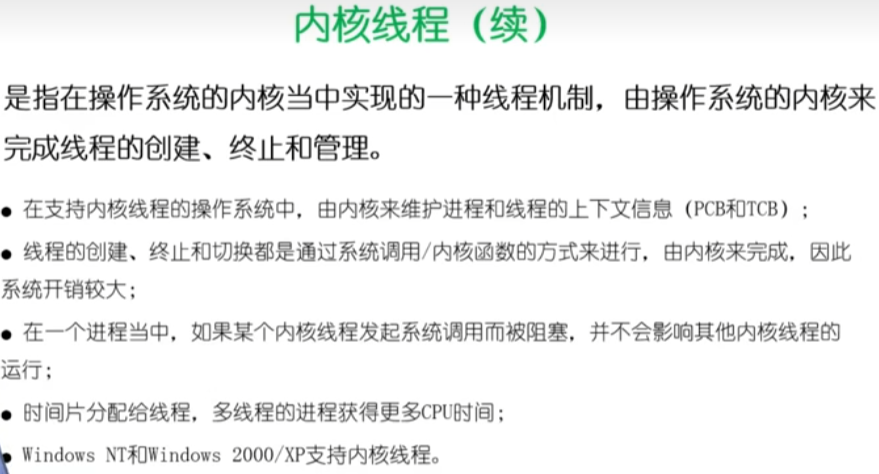 内核线程（续）
是指在操作系统的内核当中实现的一种线程机制，由操作系统的内核来
完成线程的创建、终止和管理。
● 在支持内核线程的操作系统中，由内核来维护进程和线程的上下文信息（PCB和TCB）；
● 线程的创建、终止和切换都是通过系统调用/内核函数的方式来进行，由内核来完成，因此
系统开销较大；
● 在一个进程当中，如果某个内核线程发起系统调用而被阻塞，并不会影响其他内核线程的
运行；
● 时间片分配给线程，多线程的进程获得更多CPU时间；
● Windows NT和Windows 2000/XP支持内核线程。